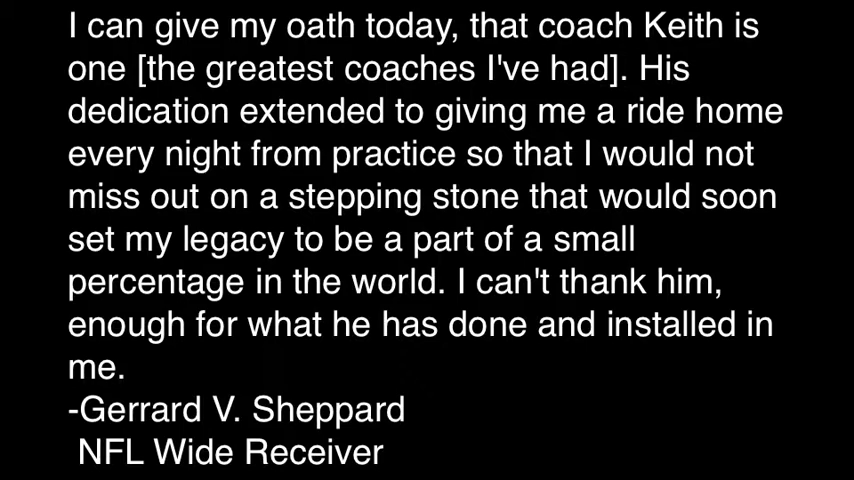 I can give my oath today, that coach Keith is
one [the greatest coaches I've had]. His
dedication extended to giving me a ride home
every night from practice so that I would not
miss out on a stepping stone that would soon
set my legacy to be a part of a small
percentage in the world. I can't thank him,
enough for what he has done and installed in
me.
-Gerrard V. Sheppard
NFL Wide Receiver